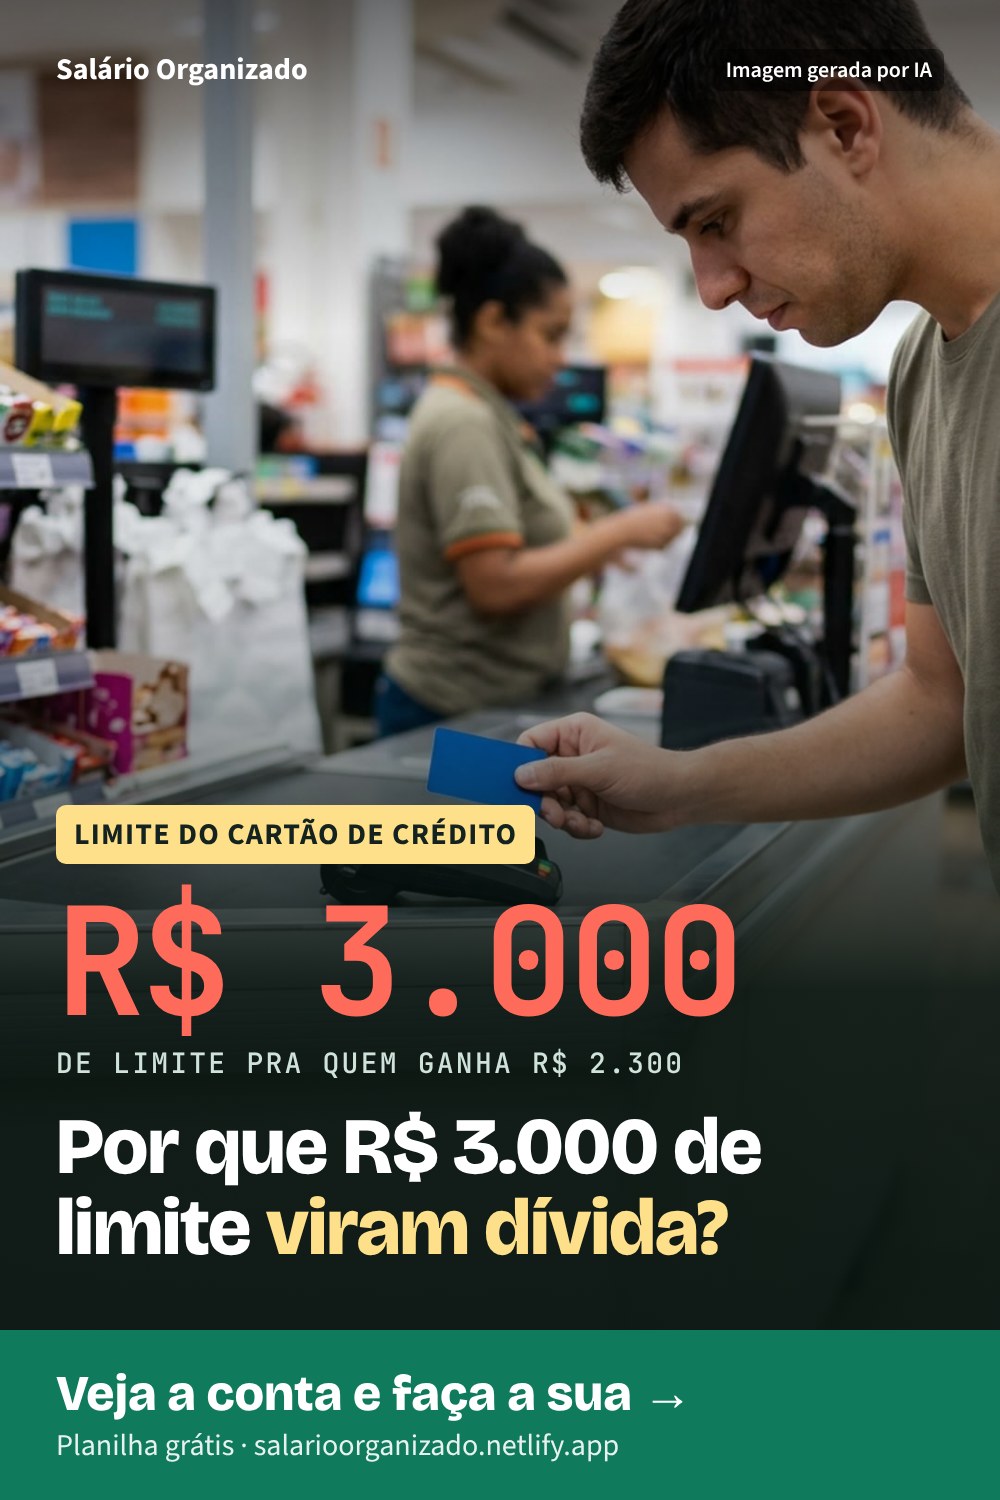 Salário Organizado
Imagem gerada por IA
LIMITE DO CARTÃO DE CRÉDITO
R$ 3.000
DE LIMITE PRA QUEM GANHA R$ 2.300
Por que R$ 3.000 de
limite viram dívida?
Veja a conta e faça a sua →
Planilha grátis · salarioorganizado.netlify.app